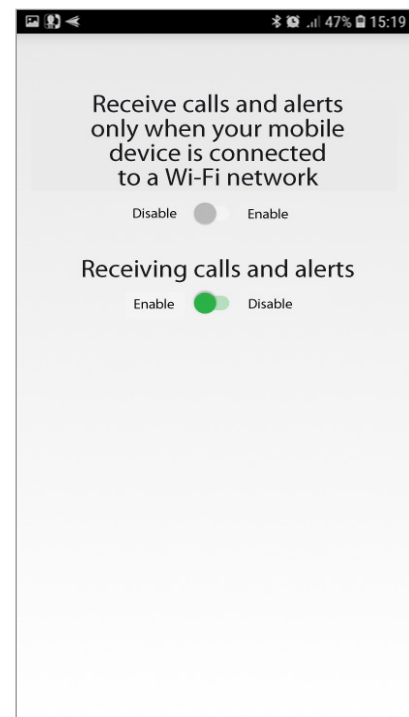 47% 15:19
Receive calls and alerts
only when your mobile
device is connected
to a Wi-Fi network
Disable Enable
Receiving calls and alerts
Enable Disable